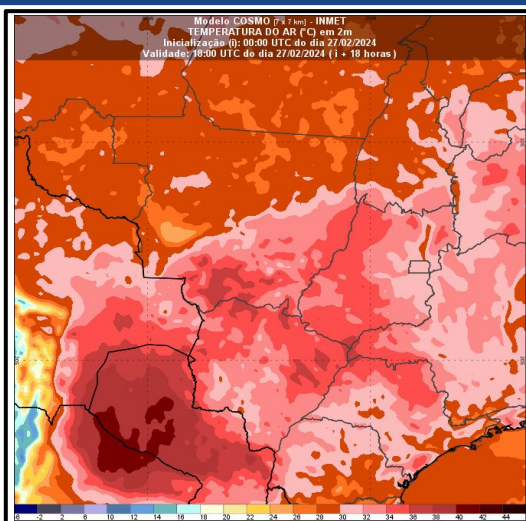 Modelo COSMO [7 x 7 km] - INMET
TEMPERATURA DO AR (°C) em 2m
Inicialização (i): 00:00 UTC do dia 27/02/2024
Validade: 18:00 UTC do dia 27/02/2024 ( i + 18 horas )
20S
-6 -2 2 6 10 12 14 16 18 20 22 24 26 28 30 32 34 36 38 40 42 44